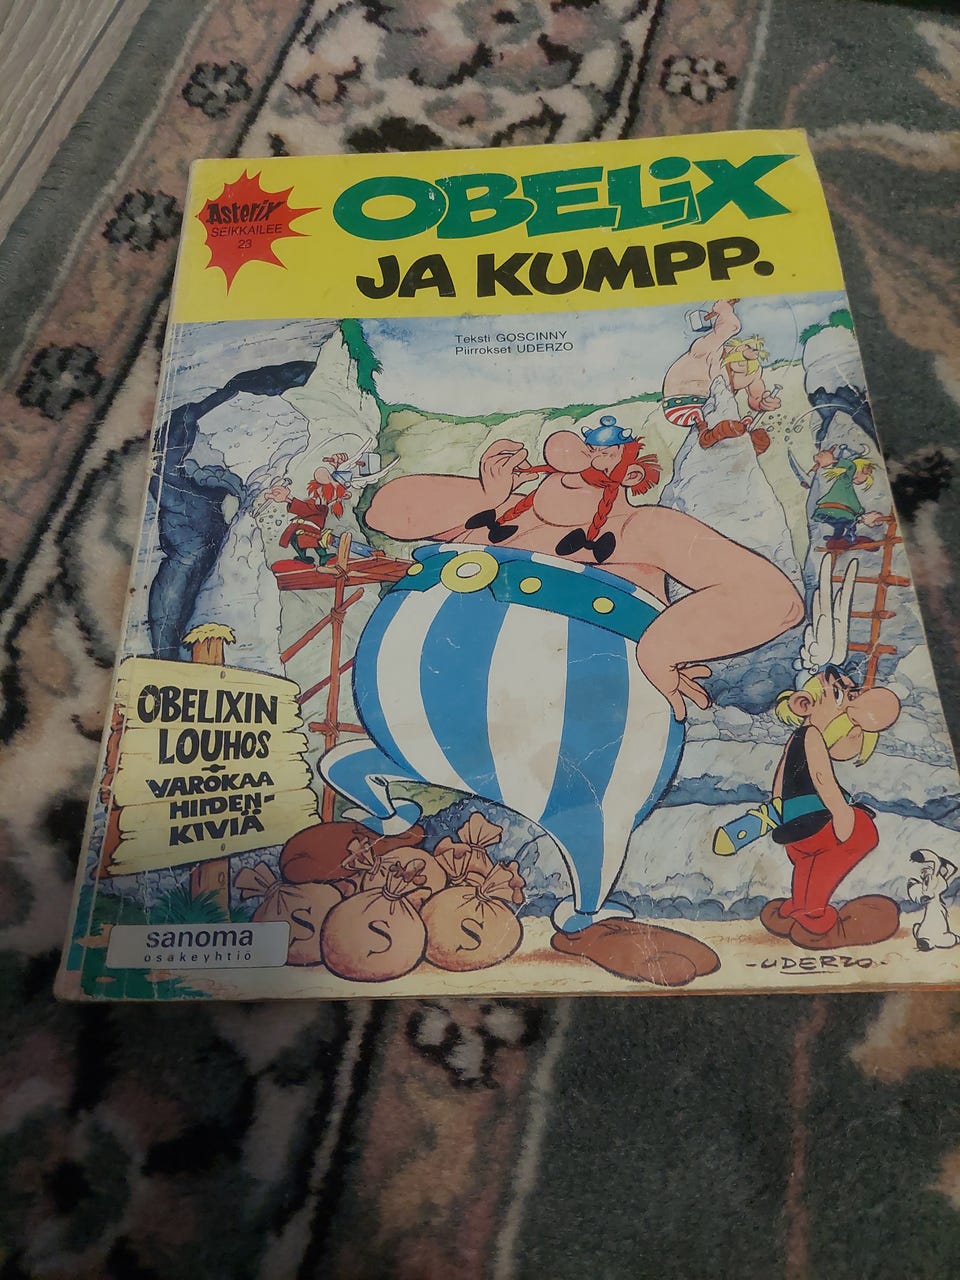 Asterix
SEIKKAILEE
23
OBELiX
JA KUMPP.
Teksti GOSCINNY
Piirrokset UDERZO
OBELIXIN
LOUHOS
VAROKAA
HIIDEN-
KIVIÄ
S
S
S
sanoma
osakeyhtiö
-UDERZO-